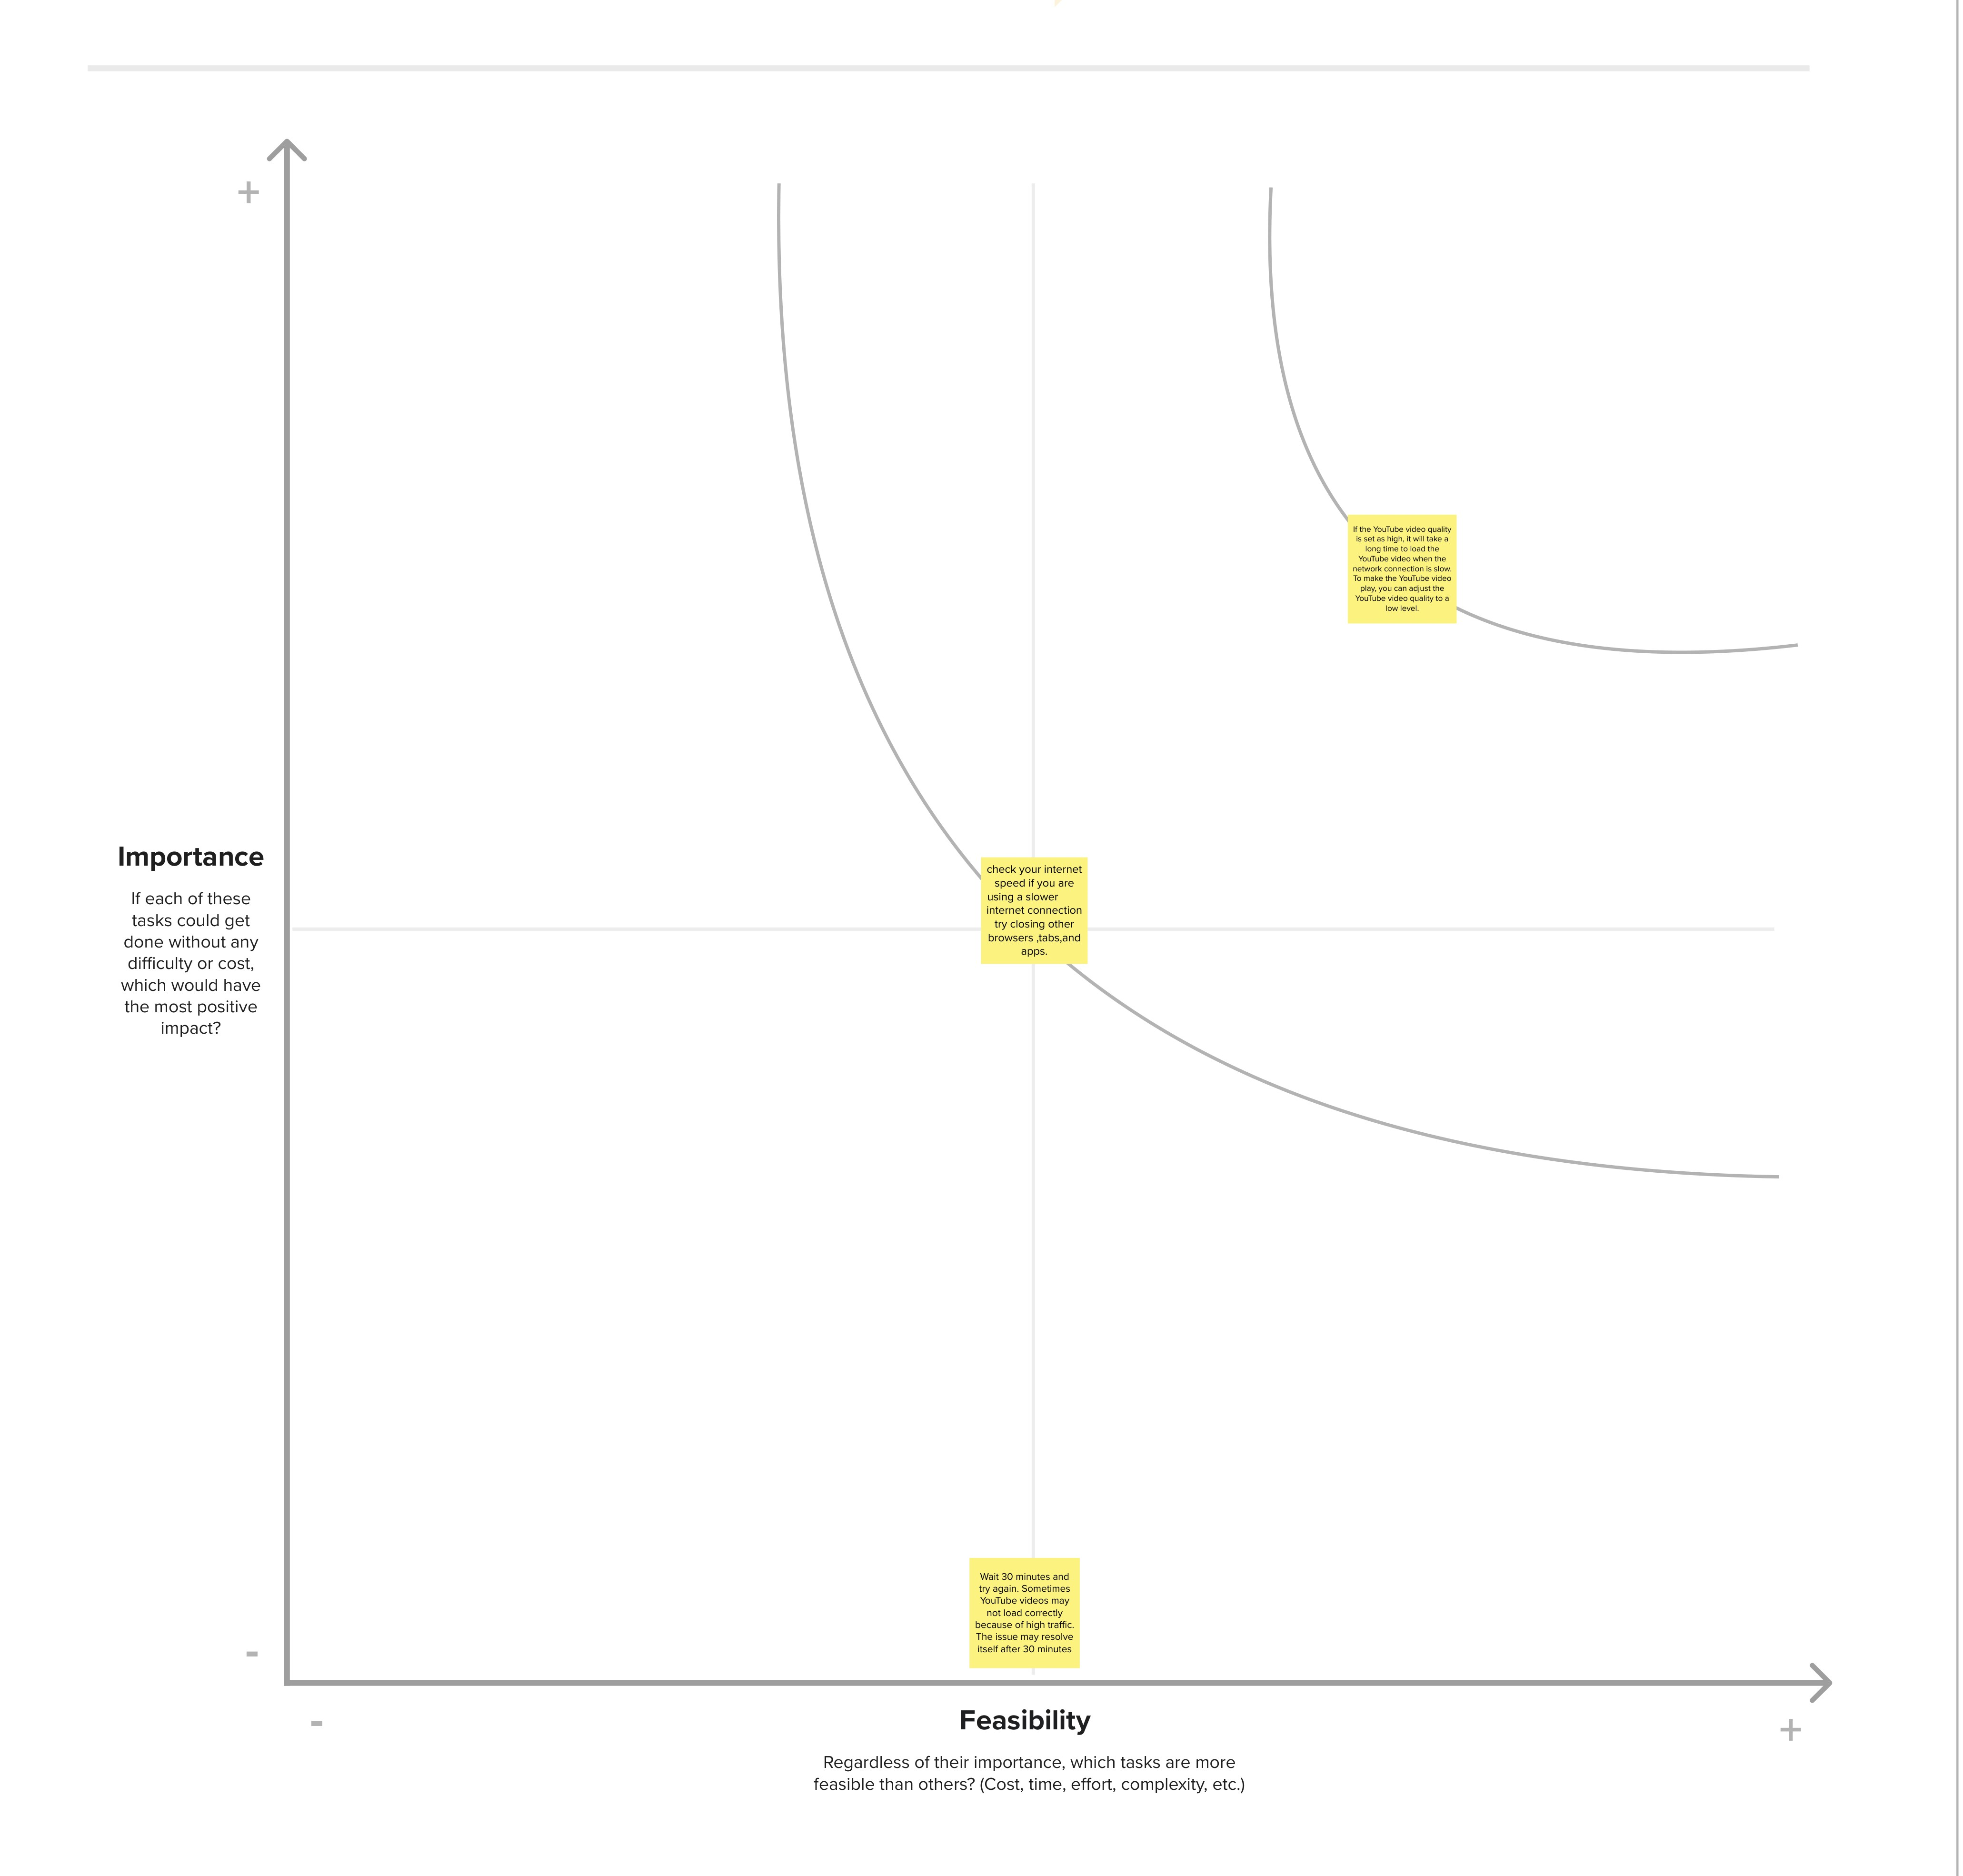 +
If the YouTube video quality
is set as high, it will take a
long time to load the
YouTube video when the
network connection is slow.
To make the YouTube video
play, you can adjust the
YouTube video quality to a
low level.
Importance
If each of these
tasks could get
done without any
difficulty or cost,
which would have
the most positive
impact?
check your internet
speed if you are
using a slower
internet connection
try closing other
browsers ,tabs,and
apps.
Wait 30 minutes and
try again. Sometimes
YouTube videos may
not load correctly
because of high traffic.
The issue may resolve
itself after 30 minutes
-
-
Feasibility
+
Regardless of their importance, which tasks are more
feasible than others? (Cost, time, effort, complexity, etc.)